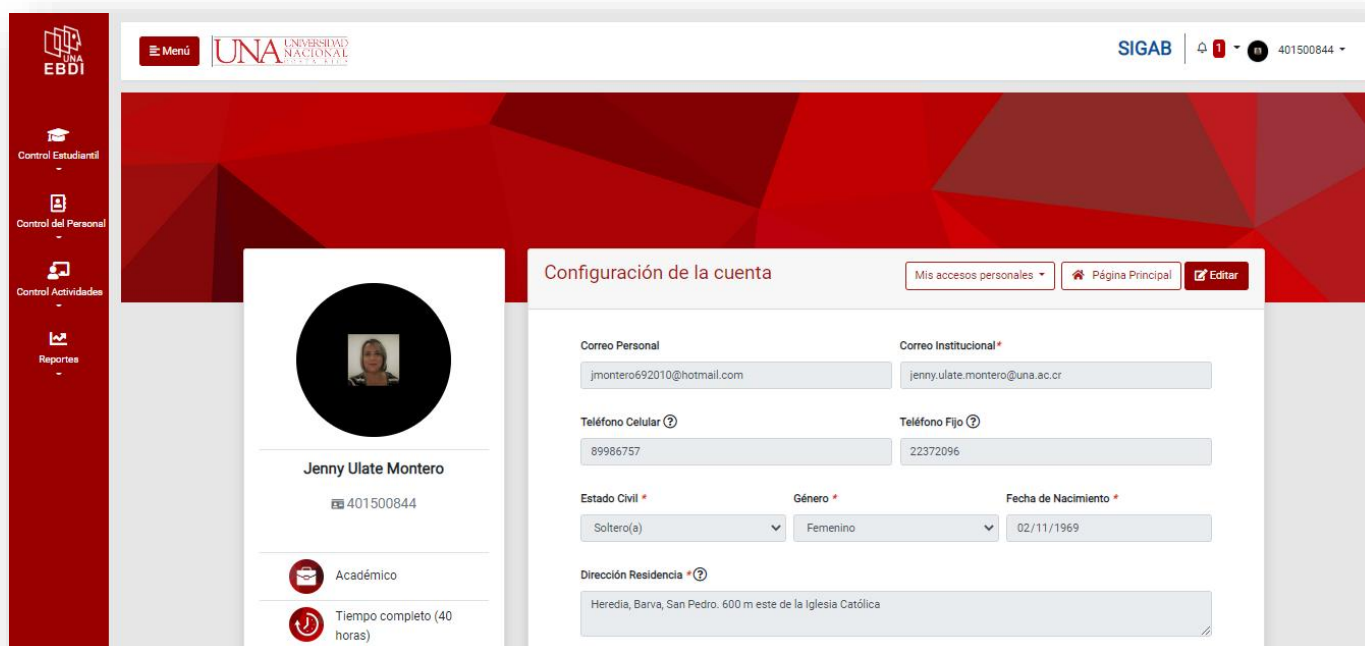 UNA
EBDI
Menú
UNA UNIVERSIDAD NACIONAL
COSTA RICA
SIGAB
1
401500844
Control Estudiantil
Control del Personal
Control Actividades
Reportes
Jenny Ulate Montero
401500844
Académico
Tiempo completo (40
horas)
Configuración de la cuenta
Mis accesos personales
Página Principal
Editar
Correo Personal
Correo Institucional*
jmontero692010@hotmail.com
jenny.ulate.montero@una.ac.cr
Teléfono Celular ?
Teléfono Fijo ?
89986757
22372096
Estado Civil *
Género *
Fecha de Nacimiento *
Soltero(a)
Femenino
02/11/1969
Dirección Residencia * ?
Heredia, Barva, San Pedro. 600 m este de la Iglesia Católica